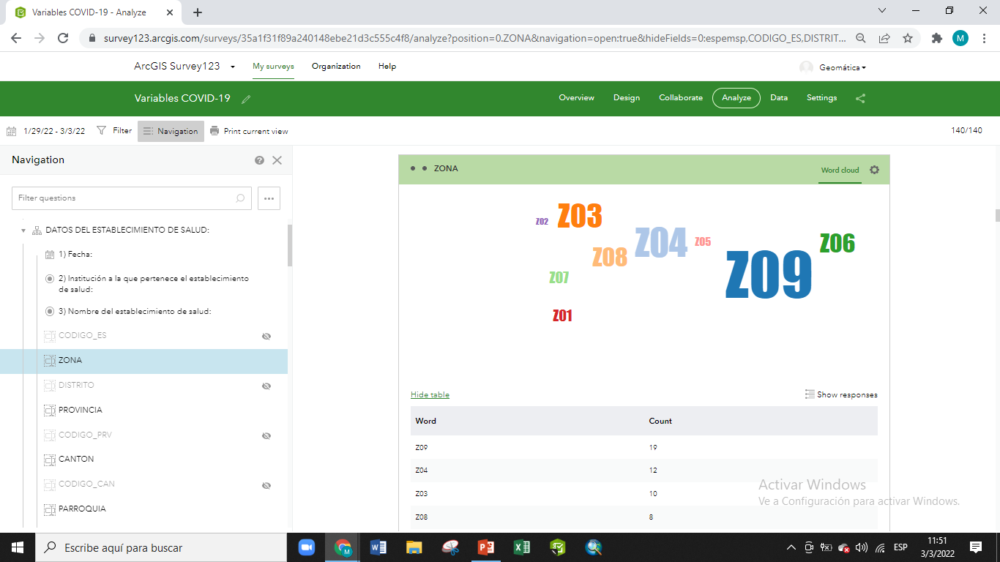 Variables COVID-19 - Analyze
survey123.arcgis.com/surveys/35a1f31f89a240148ebe21d3c555c4f8/analyze?position=0.ZONA&navigation=open:true&hideFields=0:espemsp,CODIGO_ES,DISTRIT...
M
ArcGIS Survey123
My surveys
Organization
Help
Geomática
Variables COVID-19
Overview
Design
Collaborate
Analyze
Data
Settings
1/29/22 - 3/3/22
Filter
Navigation
Print current view
140/140
Navigation
Filter questions
DATOS DEL ESTABLECIMIENTO DE SALUD:
1) Fecha:
2) Institución a la que pertenece el establecimiento
de salud:
3) Nombre del establecimiento de salud:
CODIGO_ES
ZONA
DISTRITO
PROVINCIA
CODIGO_PRV
CANTON
CODIGO_CAN
PARROQUIA
ZONA
Word cloud
Z02
Z03
Z08
Z04
Z05
Z09
Z06
Z07
Z01
Hide table
Show responses
Word Count
Z09 19
Z04 12
Z03 10
Z08 8
Activar Windows
Ve a Configuración para activar Windows.
Escribe aquí para buscar
ESP
11:51
3/3/2022